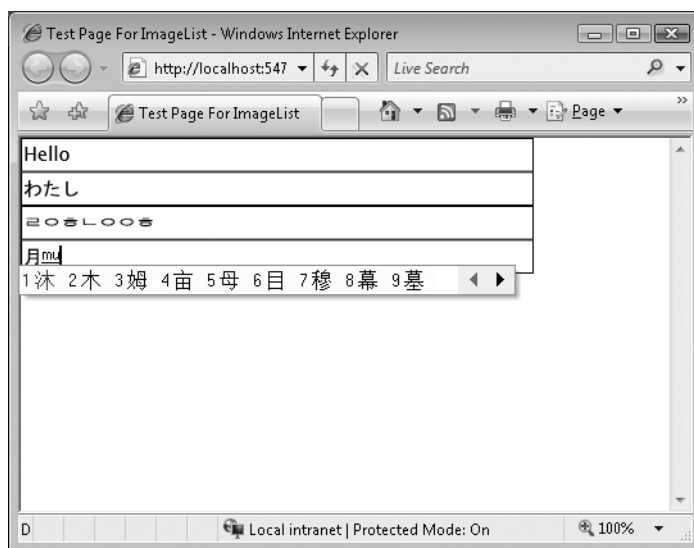 Test Page For ImageList - Windows Internet Explorer
http://localhost:547 Live Search
Test Page For ImageList Page
Hello
わたし
ㄹㅇㅎㄴㅇㅇㅎ
月mu
1沐 2木 3姆 4亩 5母 6目 7穆 8幕 9墓
D Local intranet | Protected Mode: On 100%